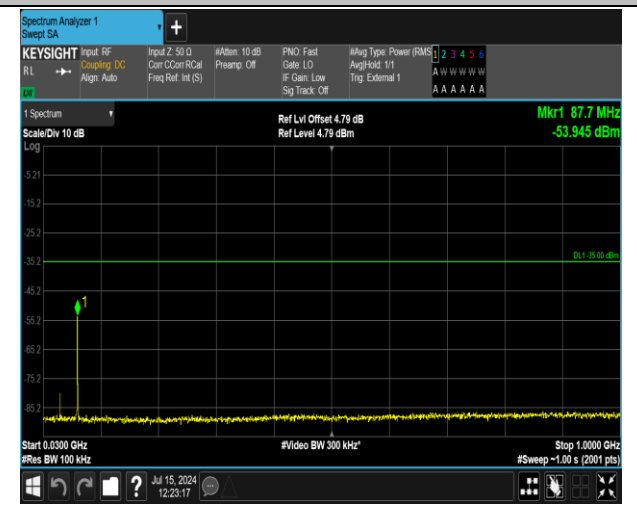 Spectrum Analyzer 1
Swept SA
+
KEYSIGHT Input: RF Input Z: 50 Ω #Atten: 10 dB PNO: Fast #Avg Type: Power (RMS 1 2 3 4 5 6
RL Coupling: DC Corr CCorr RCal Preamp: Off Gate: LO Avg|Hold: 1/1 A W W W W W
Align: Auto Freq Ref: Int (S) IF Gain: Low Trig: External 1
Sig Track: Off A A A A A A
1 Spectrum Ref Lvl Offset 4.79 dB Mkr1 87.7 MHz
Scale/Div 10 dB Ref Level 4.79 dBm -53.945 dBm
Log
-5.21
-15.2
-25.2
DL1 -35.00 dBm
-35.2
-45.2
1
-55.2
-65.2
-75.2
-85.2
Start 0.0300 GHz #Video BW 300 kHz* Stop 1.0000 GHz
#Res BW 100 kHz #Sweep ~1.00 s (2001 pts)
? Jul 15, 2024
12:23:17